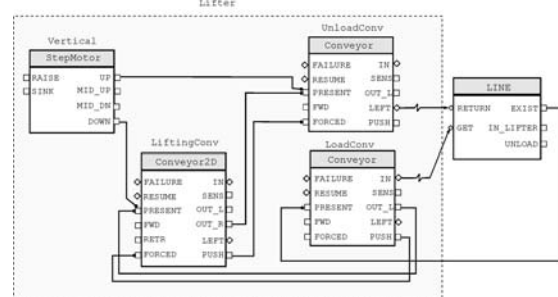 Lifter
Vertical
StepMotor
RAISE UP
SINK MID_UP
MID_DN
DOWN
UnloadConv
Conveyor
FAILURE IN
RESUME SENS
PRESENT OUT_L
FWD LEFT
FORCED PUSH
LINE
RETURN EXIST
GET IN_LIFTER
UNLOAD
LiftingConv
Conveyor2D
FAILURE IN
RESUME SENS
PRESENT OUT_L
FWD OUT_R
RETR LEFT
FORCED PUSH
LoadConv
Conveyor
FAILURE IN
RESUME SENS
PRESENT OUT_L
FWD LEFT
FORCED PUSH